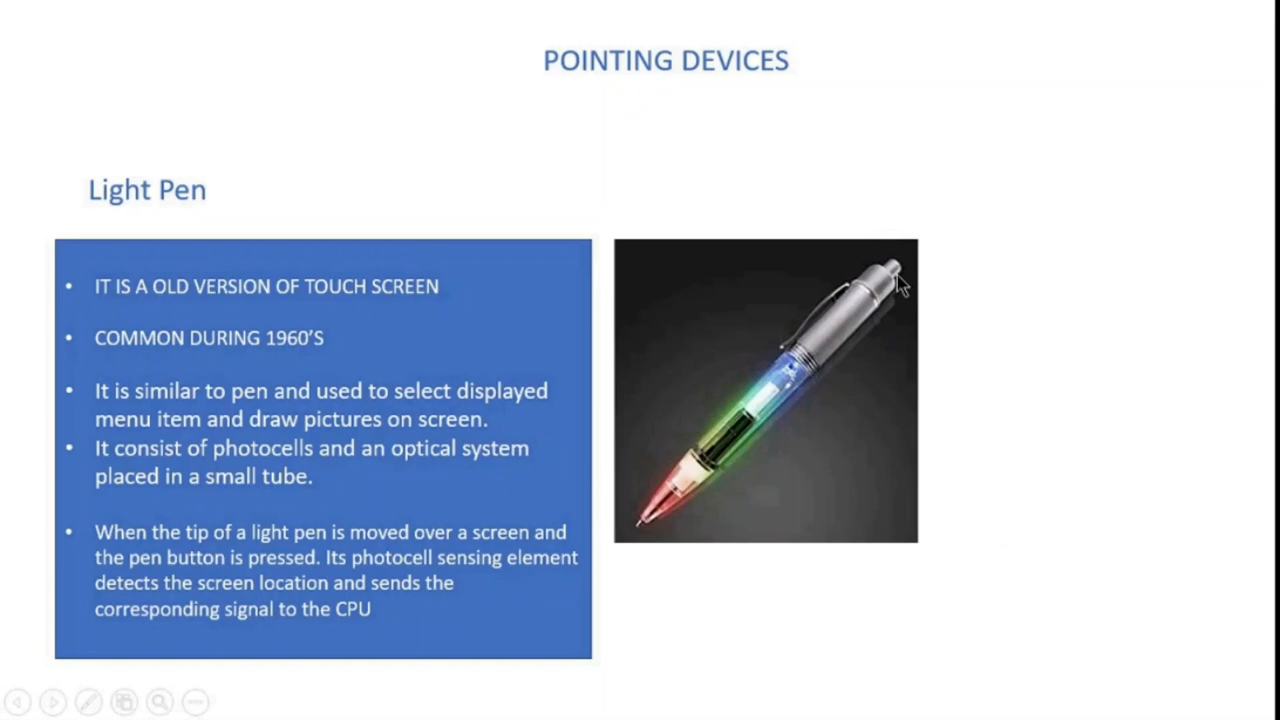 POINTING DEVICES
Light Pen
• IT IS A OLD VERSION OF TOUCH SCREEN
• COMMON DURING 1960'S
• It is similar to pen and used to select displayed
menu item and draw pictures on screen.
• It consist of photocells and an optical system
placed in a small tube.
• When the tip of a light pen is moved over a screen and
the pen button is pressed. Its photocell sensing element
detects the screen location and sends the
corresponding signal to the CPU